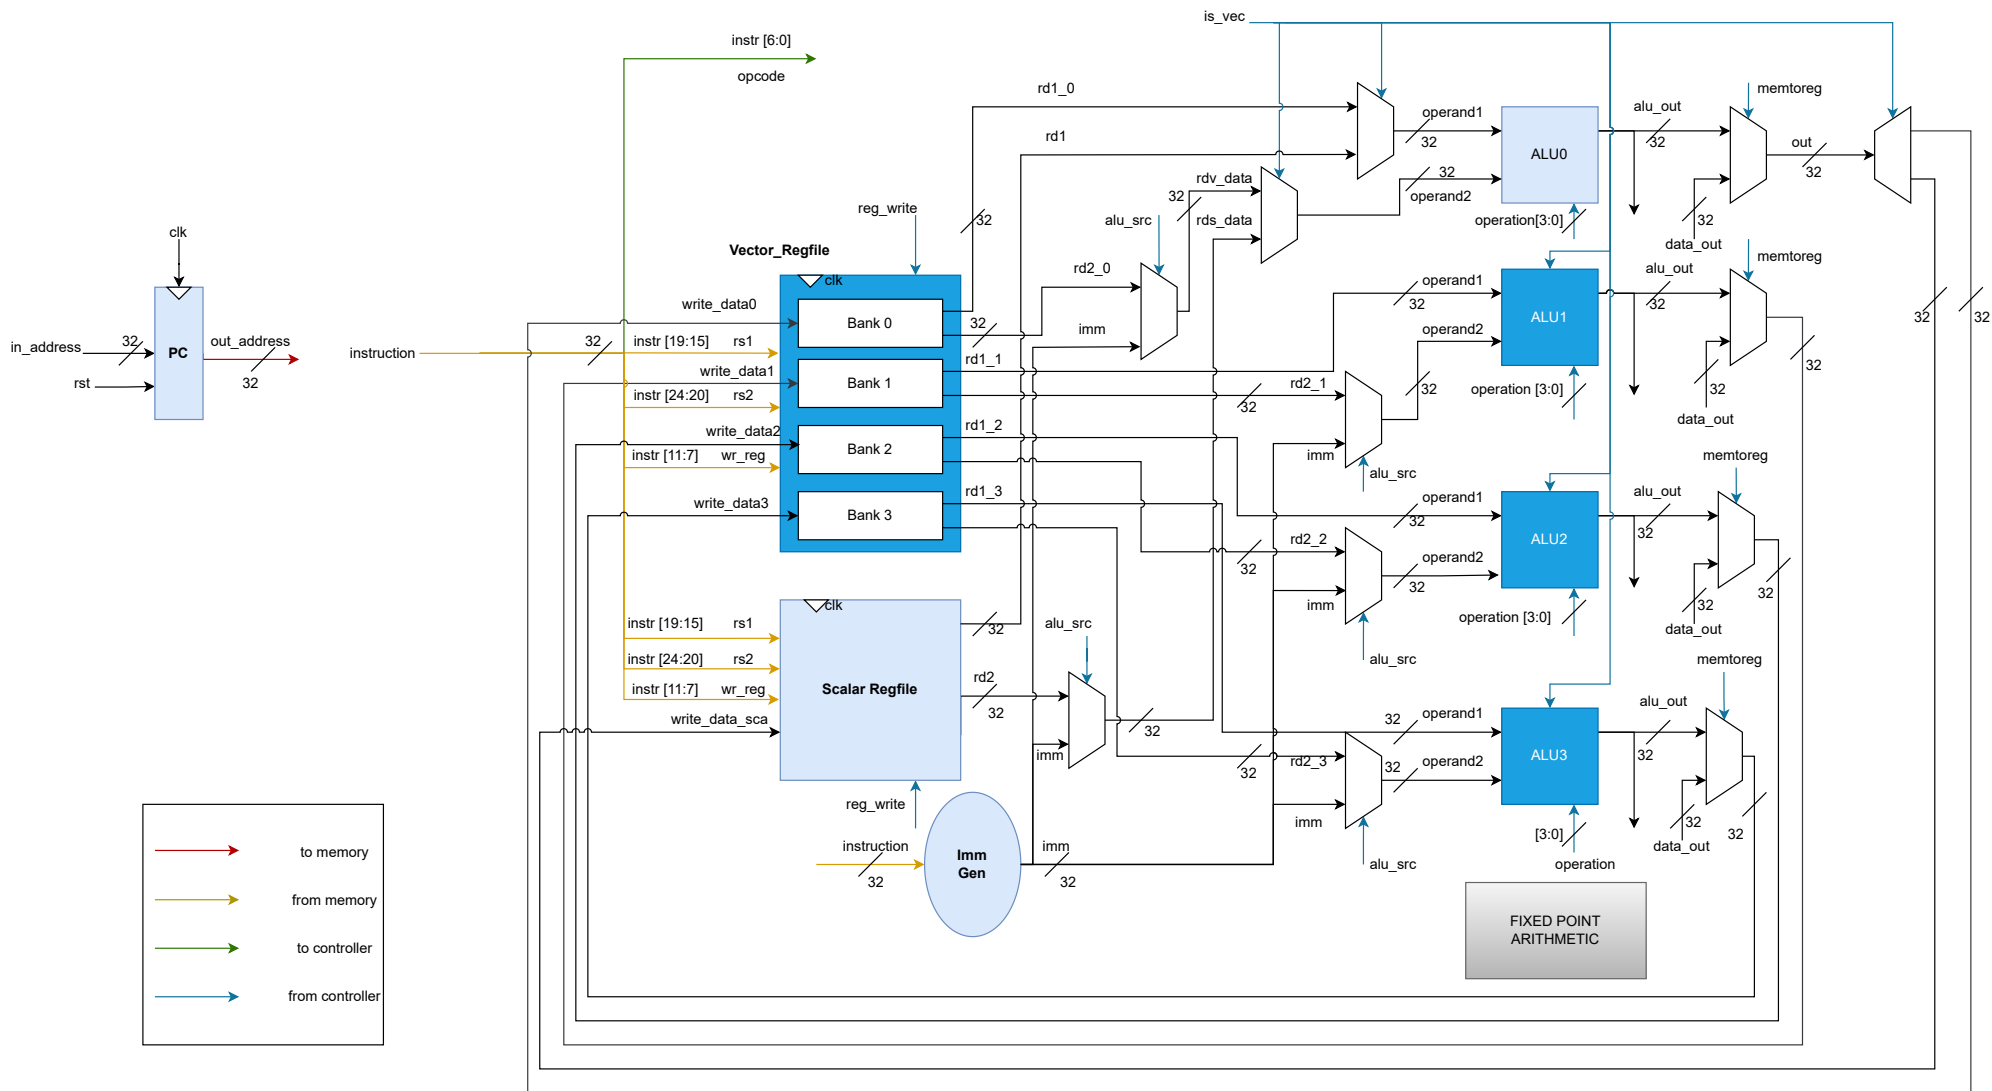 is_vec
instr [6:0]
opcode
rd1_0
memtoreg
operand1
32
alu_out
32
rd1
ALU0
out
32
rdv_data
32
32
operand2
reg_write
32
alu_src
rds_data
operation[3:0]
32
data_out
clk
Vector_Regfile
clk
rd2_0
memtoreg
operand1
32
alu_out
32
write_data0
Bank 0
32
imm
ALU1
32
32
in_address
32
PC
out_address
32
rst
instruction
32
instr [19:15]
rs1
rd1_1
operand2
32
32
write_data1
Bank 1
rd2_1
32
operation [3:0]
32
data_out
instr [24:20]
rs2
write_data2
Bank 2
rd1_2
imm
alu_src
memtoreg
instr [11:7]
wr_reg
write_data3
Bank 3
rd1_3
operand1
32
alu_out
32
rd2_2
32
ALU2
operand2
32
32
imm
operation [3:0]
32
data_out
clk
instr [19:15]
rs1
32
alu_src
alu_src
instr [24:20]
rs2
memtoreg
Scalar Regfile
rd2
32
instr [11:7]
wr_reg
write_data_sca
32
32
operand1
alu_out
32
imm
rd2_3
32
32
operand2
ALU3
reg_write
imm
[3:0]
32
data_out
32
instruction
32
Imm
Gen
imm
32
alu_src
operation
to memory
from memory
to controller
from controller
FIXED POINT
ARITHMETIC